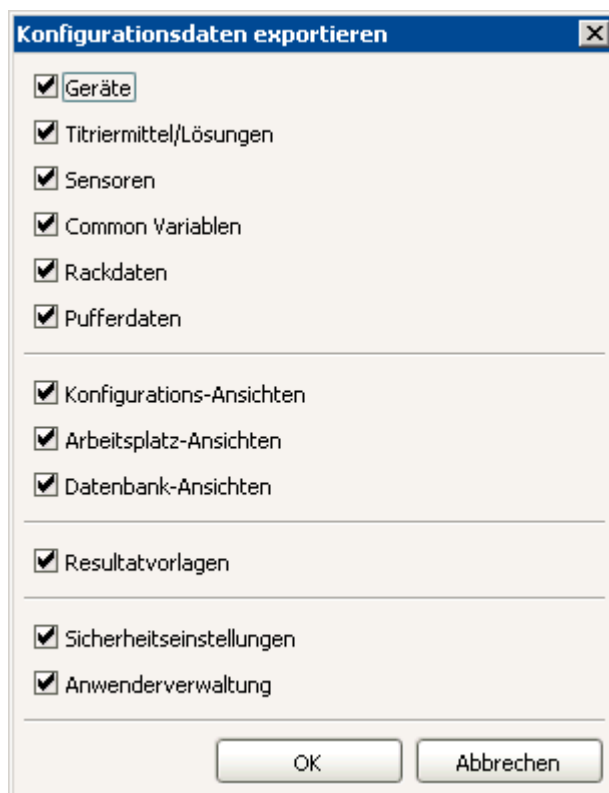 Konfigurationsdaten exportieren
Geräte
Titriermittel/Lösungen
Sensoren
Common Variablen
Rackdaten
Pufferdaten
Konfigurations-Ansichten
Arbeitsplatz-Ansichten
Datenbank-Ansichten
Resultatvorlagen
Sicherheitseinstellungen
Anwenderverwaltung
OK Abbrechen